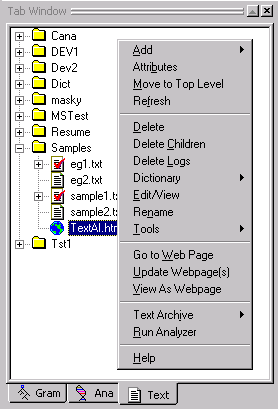 Tab Window
Cana
DEV1
Dev2
Dict
masky
MSTest
Resume
Samples
eg1.txt
eg2.txt
sample1.t
sample2.t
TextAI.htm
Tst1
Add
Attributes
Move to Top Level
Refresh
Delete
Delete Children
Delete Logs
Dictionary
Edit/View
Rename
Tools
Go to Web Page
Update Webpage(s)
View As Webpage
Text Archive
Run Analyzer
Help
Gram
Ana
Text